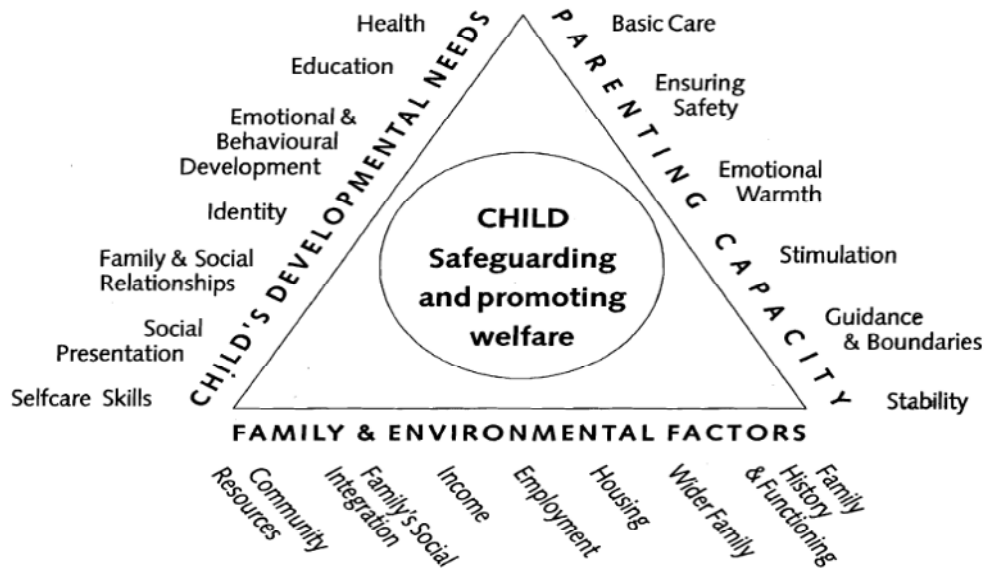 Health
Education
Emotional &
Behavioural
Development
Identity
Family & Social
Relationships
Social
Presentation
Selfcare Skills
CHILD'S DEVELOPMENTAL NEEDS
CHILD
Safeguarding
and promoting
welfare
PARENTING CAPACITY
Basic Care
Ensuring
Safety
Emotional
Warmth
Stimulation
Guidance
& Boundaries
Stability
FAMILY & ENVIRONMENTAL FACTORS
Community
Resources
Family's Social
Integration
Income
Employment
Housing
Wider Family
Family
History
& Functioning